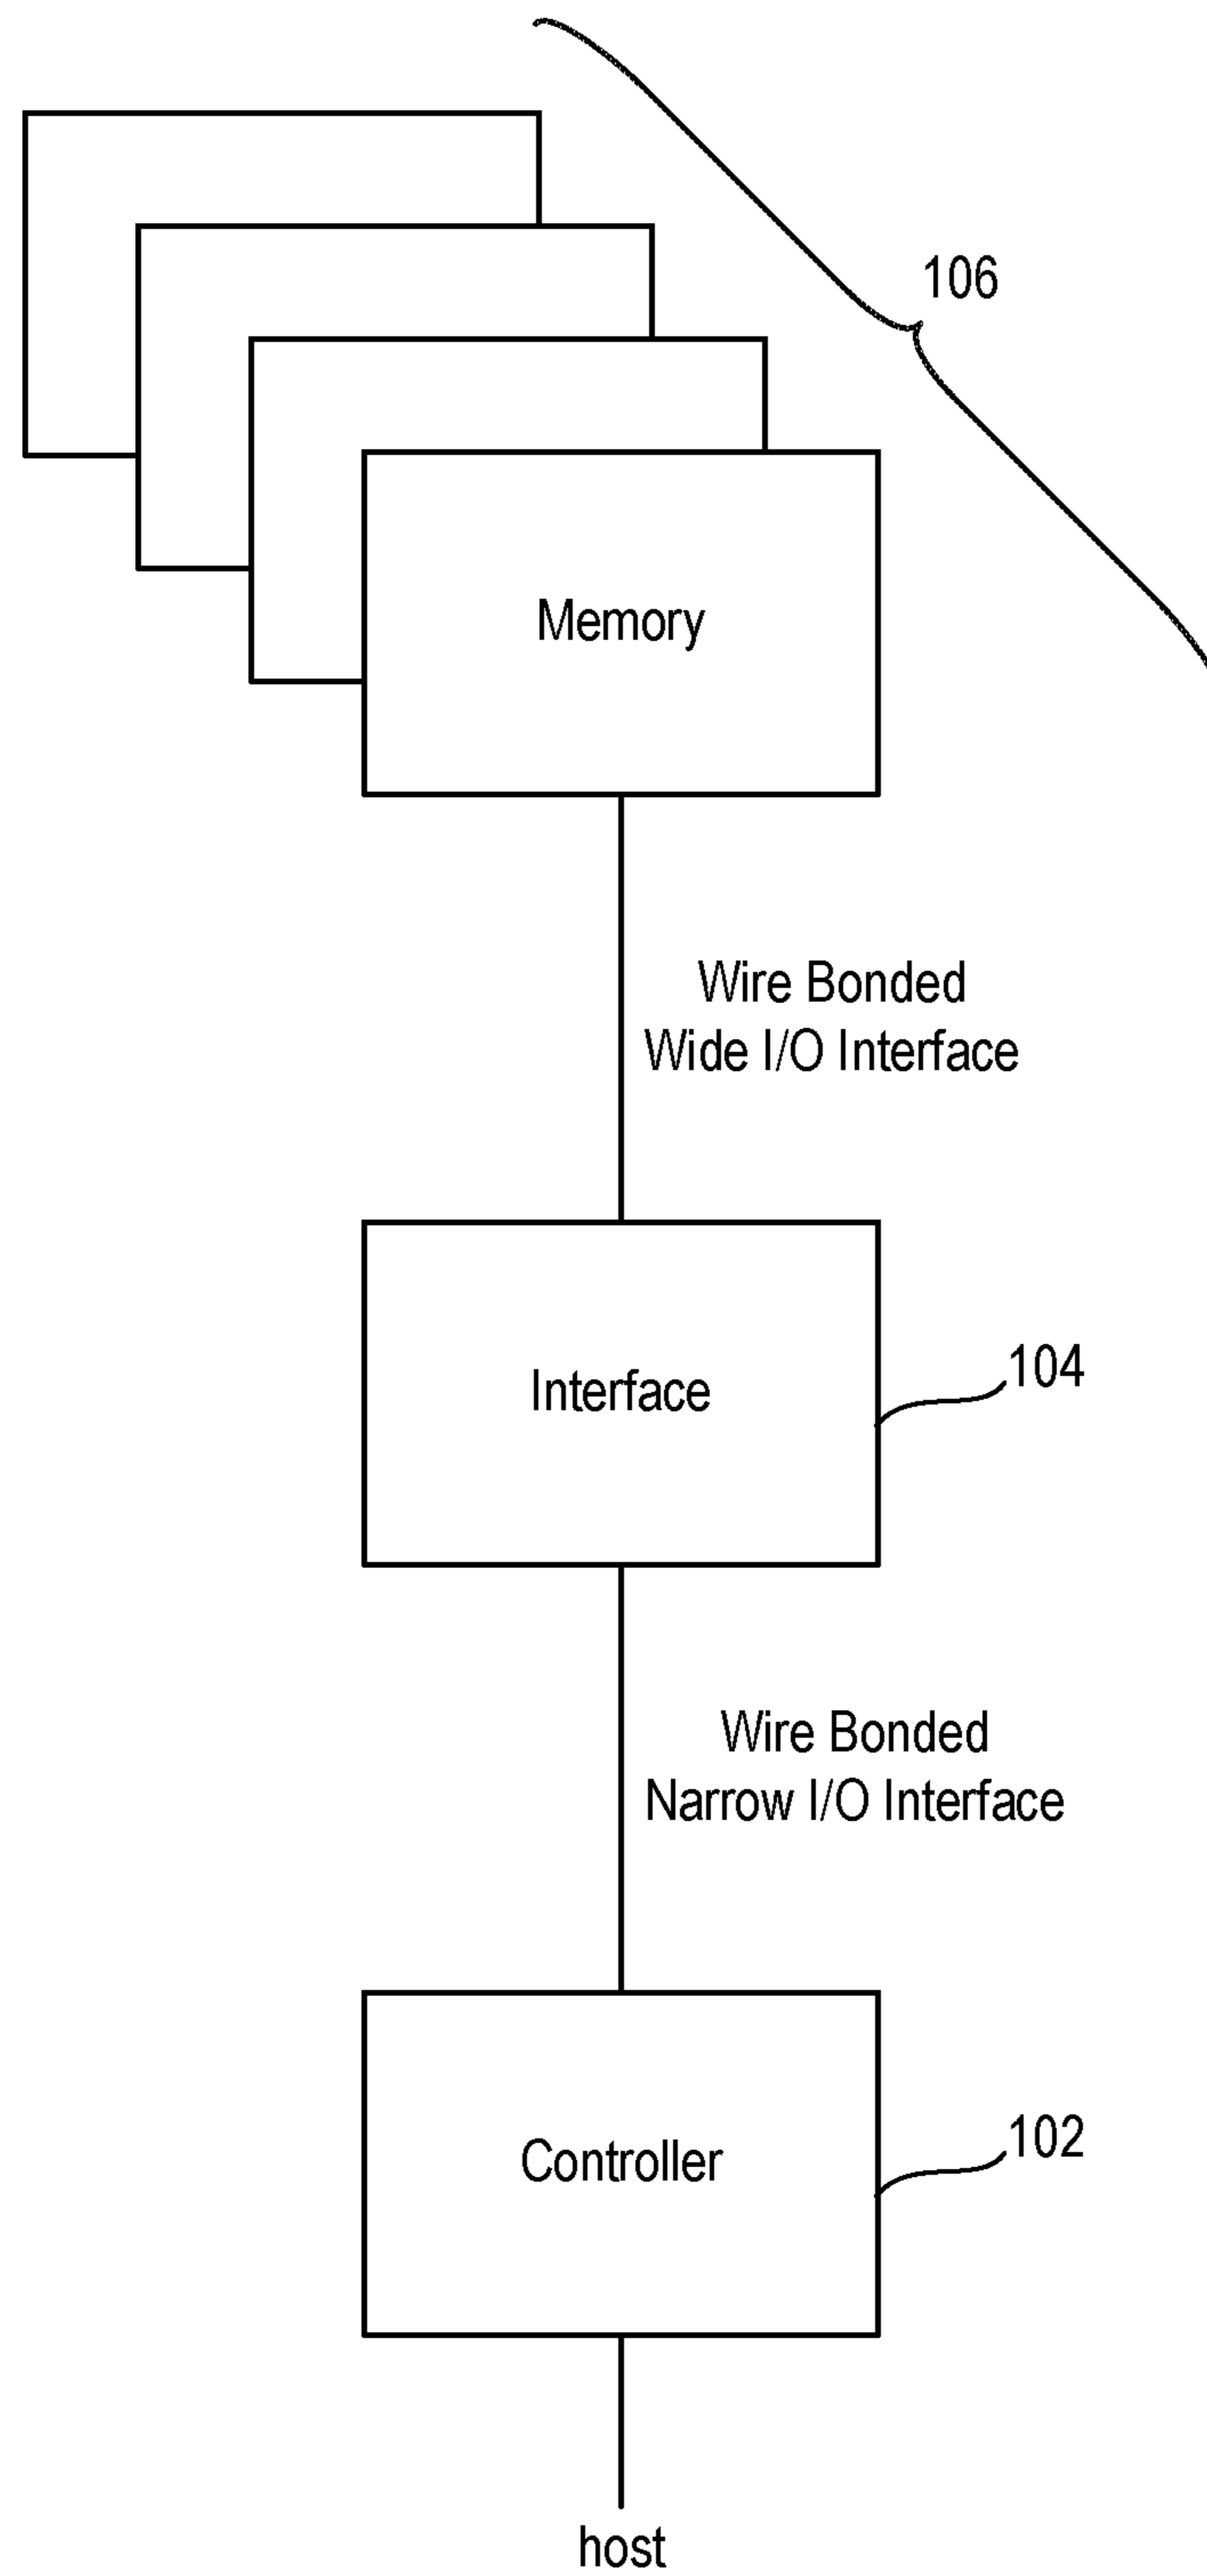 106
Memory
Wire Bonded
Wide I/O Interface
Interface
104
Wire Bonded
Narrow I/O Interface
Controller
102
host